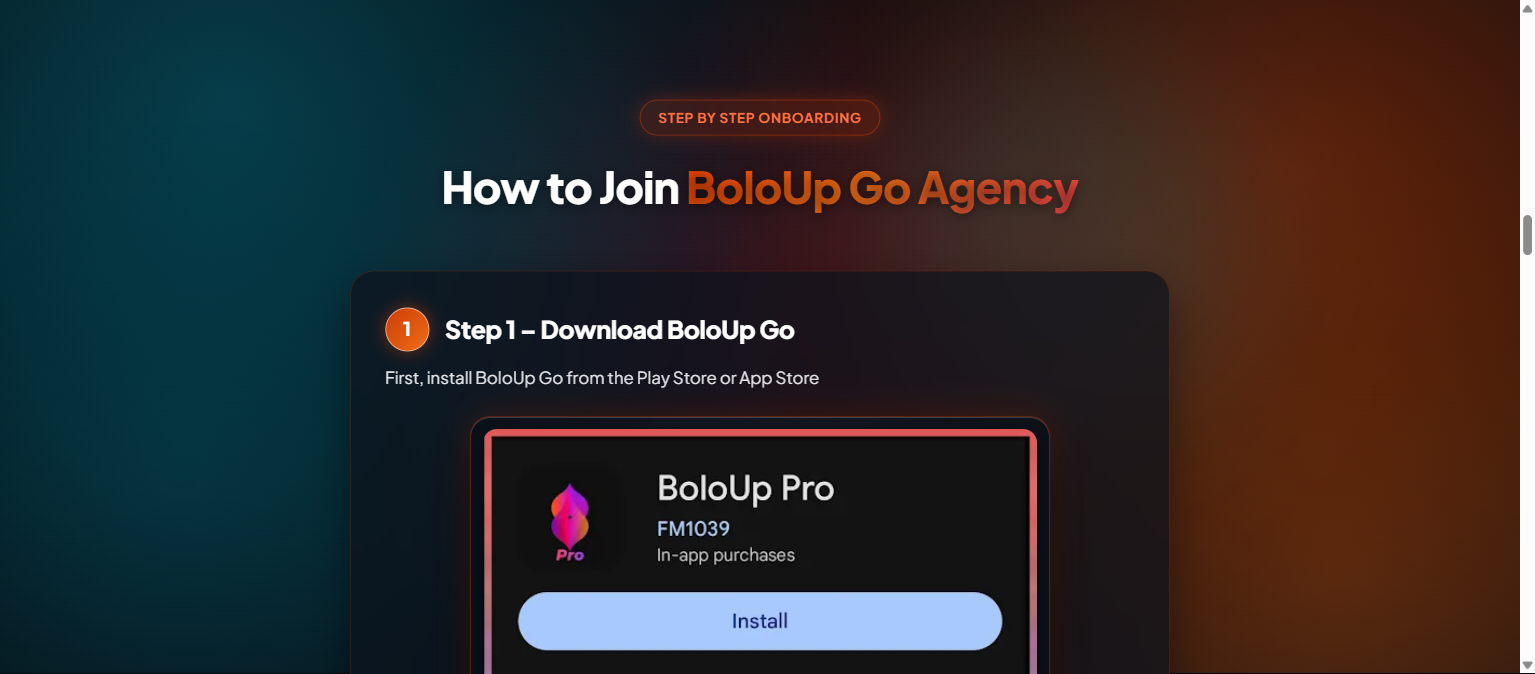 STEP BY STEP ONBOARDING
How to Join BoloUp Go Agency
1
Step 1 – Download BoloUp Go
First, install BoloUp Go from the Play Store or App Store
BoloUp Pro
FM1039
In-app purchases
Pro
Install